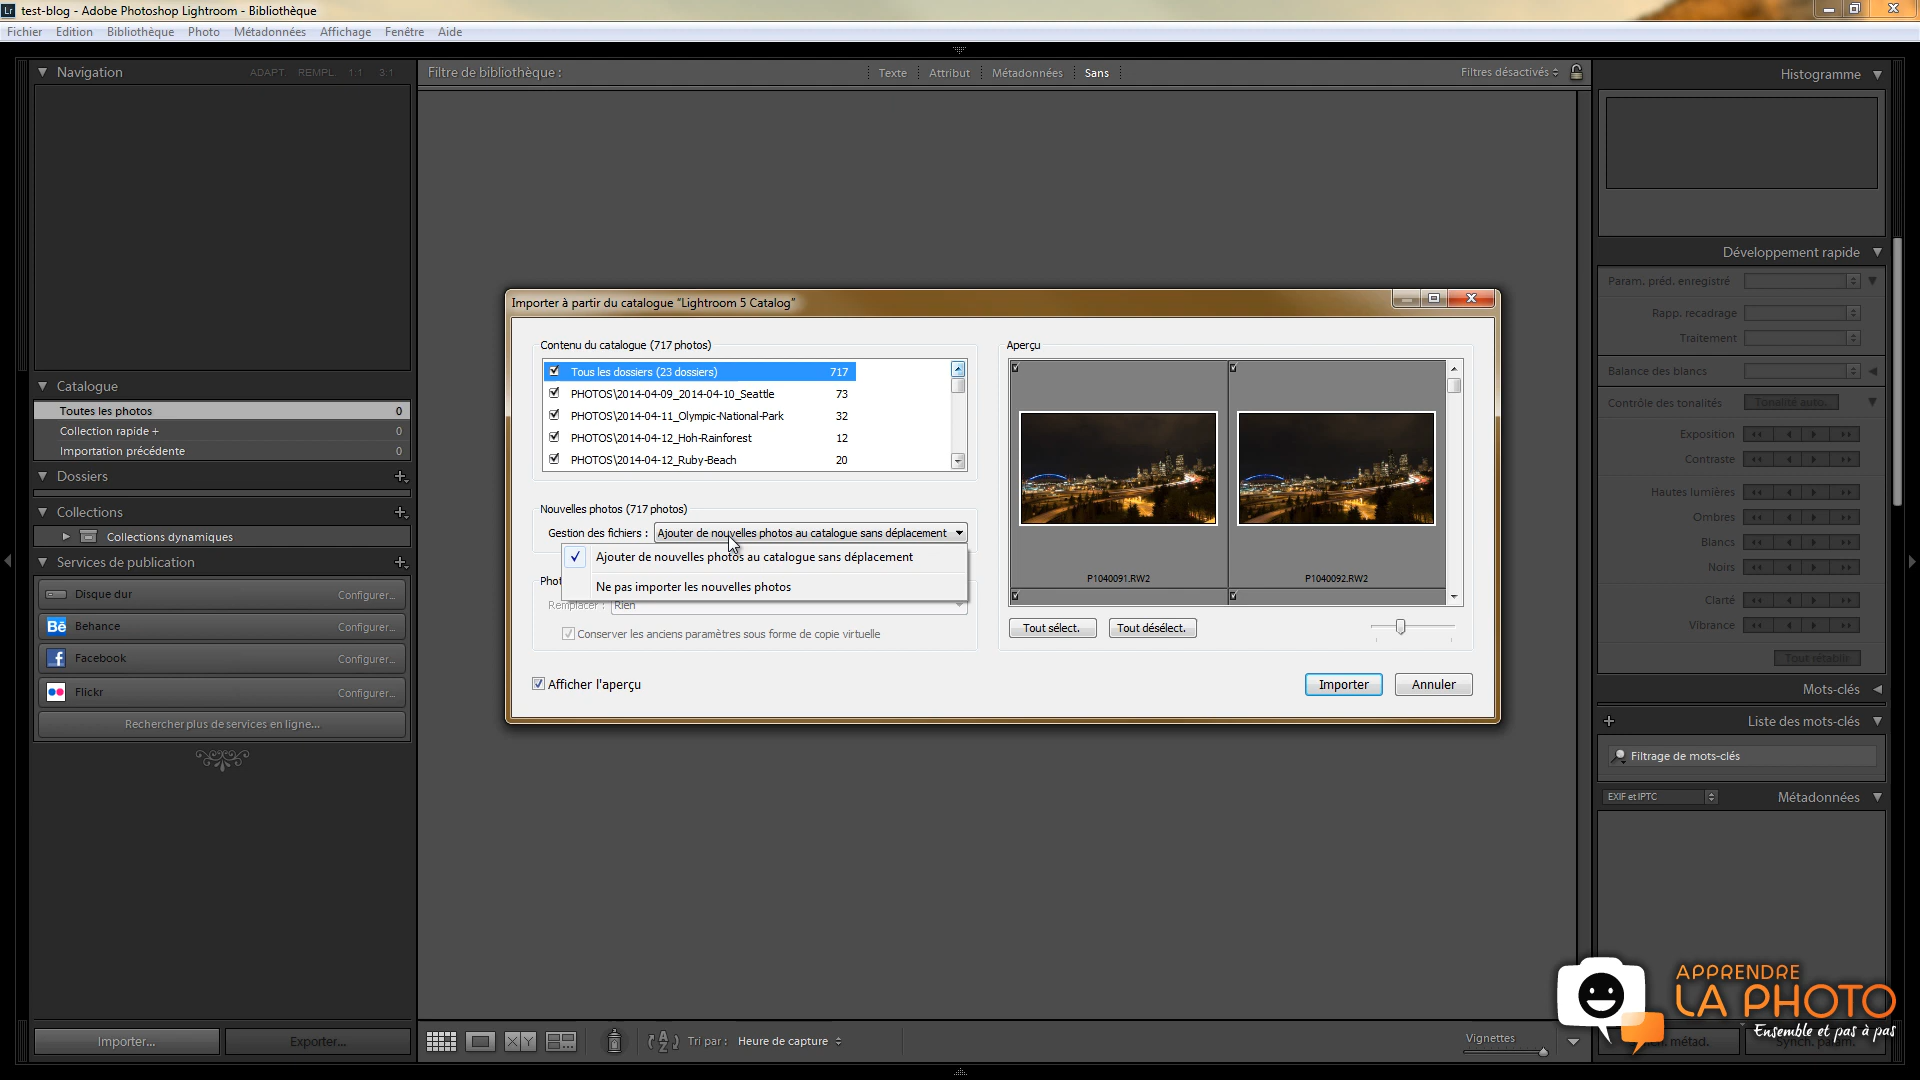 test-blog - Adobe Photoshop Lightroom - Bibliothèque
Fichier Edition Bibliothèque Photo Métadonnées Affichage Fenêtre Aide
Navigation ADAPT REMPL. 1:1 3:1
Filtre de bibliothèque : Texte Attribut Métadonnées Sans Filtres désactivés
Histogramme
Développement rapide
Param. préd. enregistré
Rapp. recadrage
Traitement
Balance des blancs
Contrôle des tonalités Tonalité auto.
Exposition
Contraste
Hautes lumières
Ombres
Blancs
Noirs
Clarté
Vibrance
Tout rétablir
Mots-clés
Liste des mots-clés
Filtrage de mots-clés
EXIF et IPTC Métadonnées
Catalogue
Toutes les photos 0
Collection rapide + 0
Importation précédente 0
Dossiers
Collections
Collections dynamiques
Services de publication
Disque dur Configurer...
Bē Behance Configurer...
f Facebook Configurer...
Flickr Configurer...
Rechercher plus de services en ligne...
Importer à partir du catalogue "Lightroom 5 Catalog"
Contenu du catalogue (717 photos)
Tous les dossiers (23 dossiers) 717
PHOTOS\2014-04-09_2014-04-10_Seattle 73
PHOTOS\2014-04-11_Olympic-National-Park 32
PHOTOS\2014-04-12_Hoh-Rainforest 12
PHOTOS\2014-04-12_Ruby-Beach 20
Nouvelles photos (717 photos)
Gestion des fichiers : Ajouter de nouvelles photos au catalogue sans déplacement
Ajouter de nouvelles photos au catalogue sans déplacement
Ne pas importer les nouvelles photos
Remplacer : Rien
Conserver les anciens paramètres sous forme de copie virtuelle
Afficher l'aperçu
Aperçu
P1040091.RW2 P1040092.RW2
Tout sélect. Tout désélect.
Importer Annuler
Importer... Exporter...
XY Tri par : Heure de capture
Vignettes
APPRENDRE
LA PHOTO
Ensemble et pas à pas
métad. Synch. param.